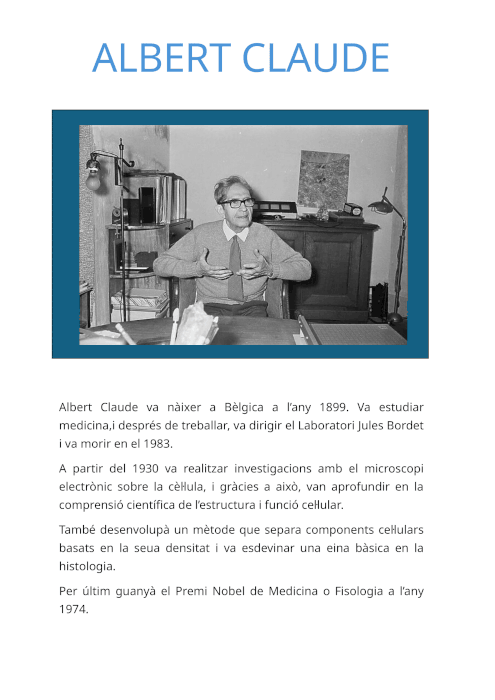 ALBERT CLAUDE
Albert Claude va nàixer a Bèlgica a l'any 1899. Va estudiar
medicina,i després de treballar, va dirigir el Laboratori Jules Bordet
i va morir en el 1983.
A partir del 1930 va realitzar investigacions amb el microscopi
electrònic sobre la cèŀlula, i gràcies a això, van aprofundir en la
comprensió científica de l'estructura i funció ceŀlular.
També desenvolupà un mètode que separa components ceŀlulars
basats en la seua densitat i va esdevinar una eina bàsica en la
histologia.
Per últim guanyà el Premi Nobel de Medicina o Fisologia a l'any
1974.